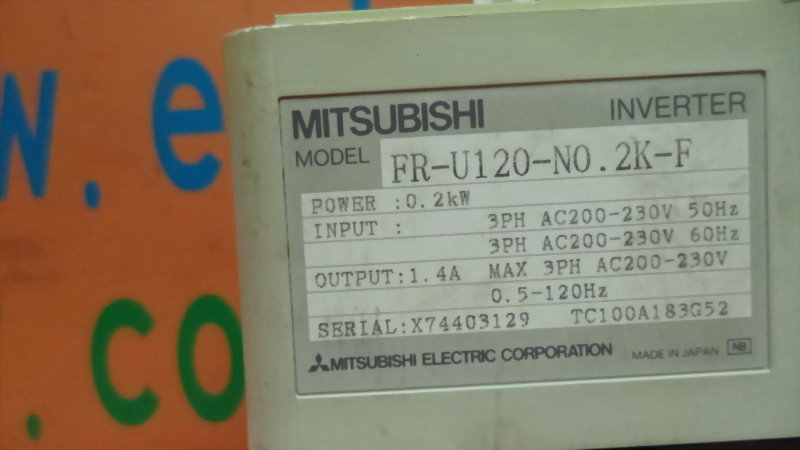 w.e
.co
MITSUBISHI INVERTER
MODEL FR-U120-N0.2K-F
POWER :0.2kW
INPUT : 3PH AC200-230V 50Hz
3PH AC200-230V 60Hz
OUTPUT:1.4A MAX 3PH AC200-230V
0.5-120Hz
SERIAL:X74403129 TC100A183G52
MITSUBISHI ELECTRIC CORPORATION MADE IN JAPAN NB